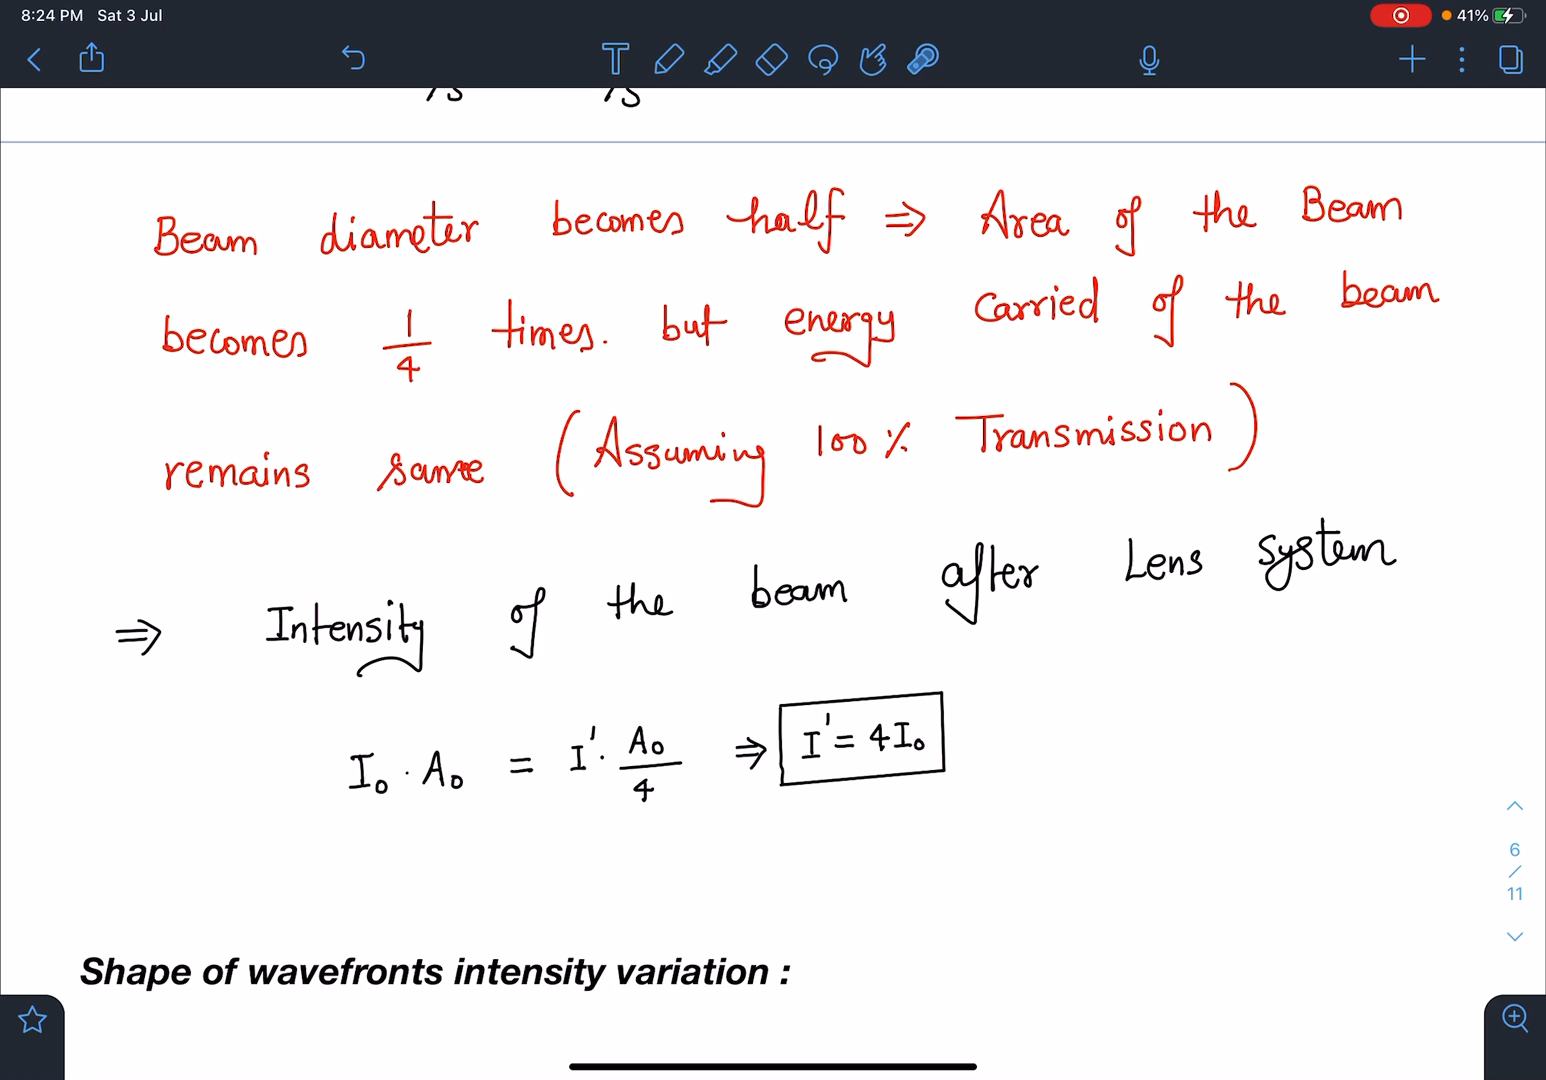 8:24 PM Sat 3 Jul 41%
T
Beam diameter becomes half ⇒ Area of the Beam
becomes 1/4 times. but energy carried of the beam
remains same (Assuming 100 % Transmission)
⇒ Intensity of the beam after Lens system
I₀ · A₀ = I' · A₀/4 ⇒ I' = 4I₀
6
/
11
Shape of wavefronts intensity variation :